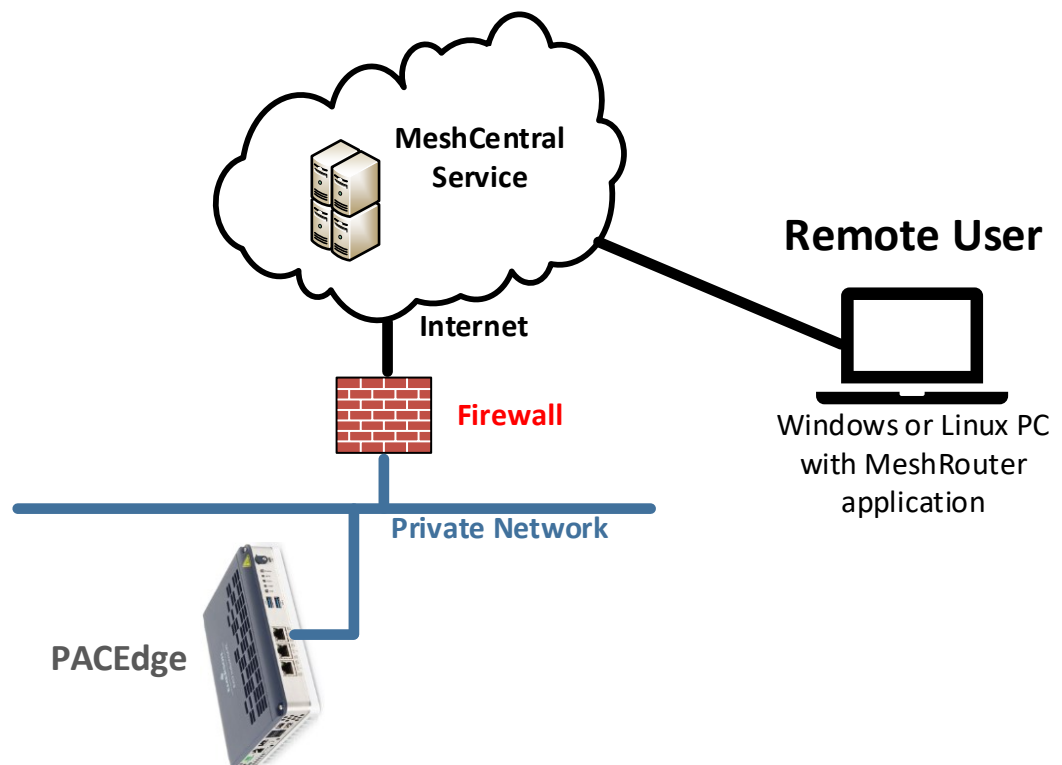 MeshCentral
Service
Remote User
Internet
Firewall
Windows or Linux PC
with MeshRouter
application
Private Network
PACEdge